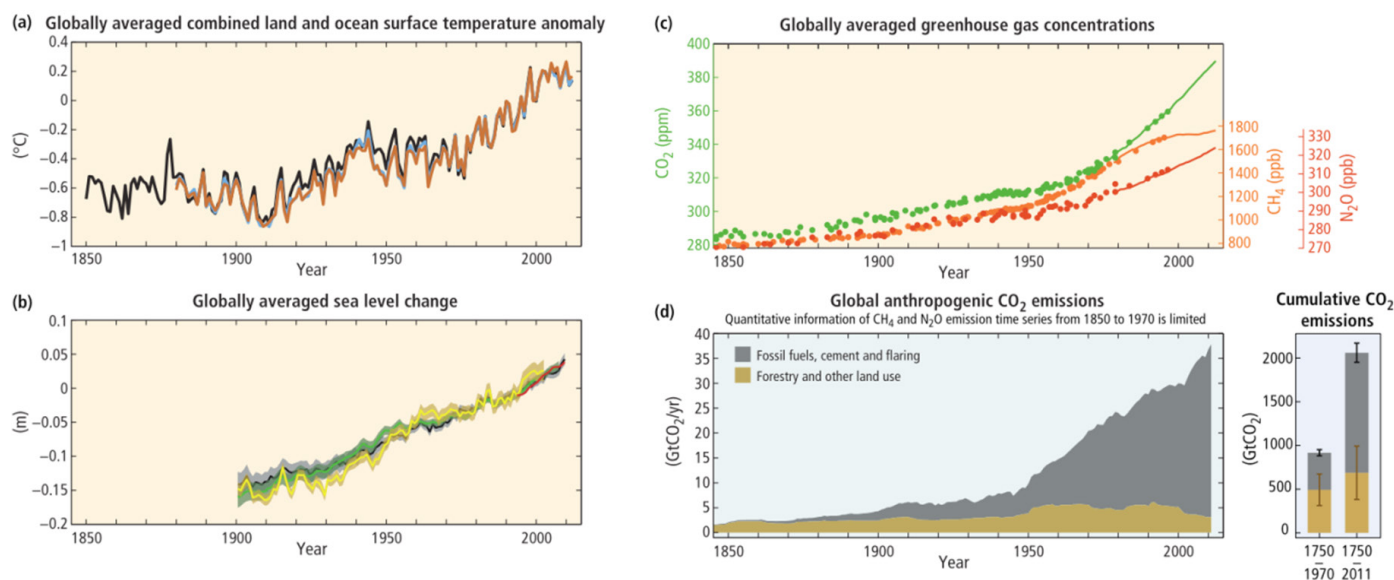 (a) Globally averaged combined land and ocean surface temperature anomaly
0.4
0.2
0
−0.2
−0.4
−0.6
−0.8
−1
(°C)
1850 1900 1950 2000
Year
(b) Globally averaged sea level change
0.1
0.05
0
−0.05
−0.1
−0.15
−0.2
(m)
1850 1900 1950 2000
Year
(c) Globally averaged greenhouse gas concentrations
400
380
360
340
320
300
280
CO₂ (ppm)
1800
1600
1400
1200
1000
800
CH₄ (ppb)
330
320
310
300
290
280
270
N₂O (ppb)
1850 1900 1950 2000
Year
(d) Global anthropogenic CO₂ emissions
Quantitative information of CH₄ and N₂O emission time series from 1850 to 1970 is limited
40
35
30
25
20
15
10
5
0
(GtCO₂/yr)
Fossil fuels, cement and flaring
Forestry and other land use
1850 1900 1950 2000
Year
Cumulative CO₂
emissions
2000
1500
1000
500
0
(GtCO₂)
1750 1750
– –
1970 2011